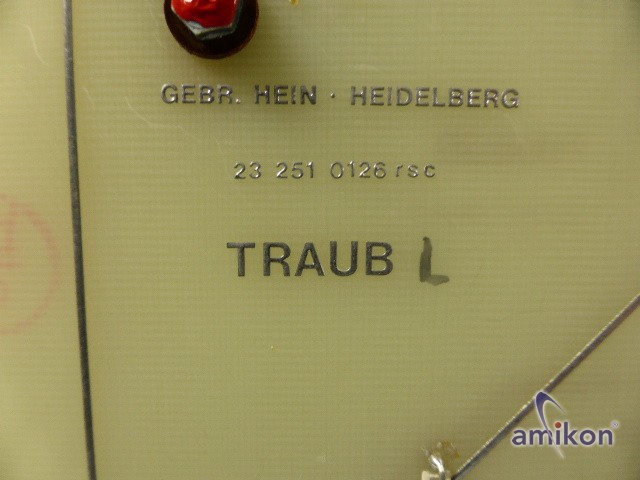 GEBR. HEIN · HEIDELBERG
23 251 0126 rsc
TRAUB L
amikon®